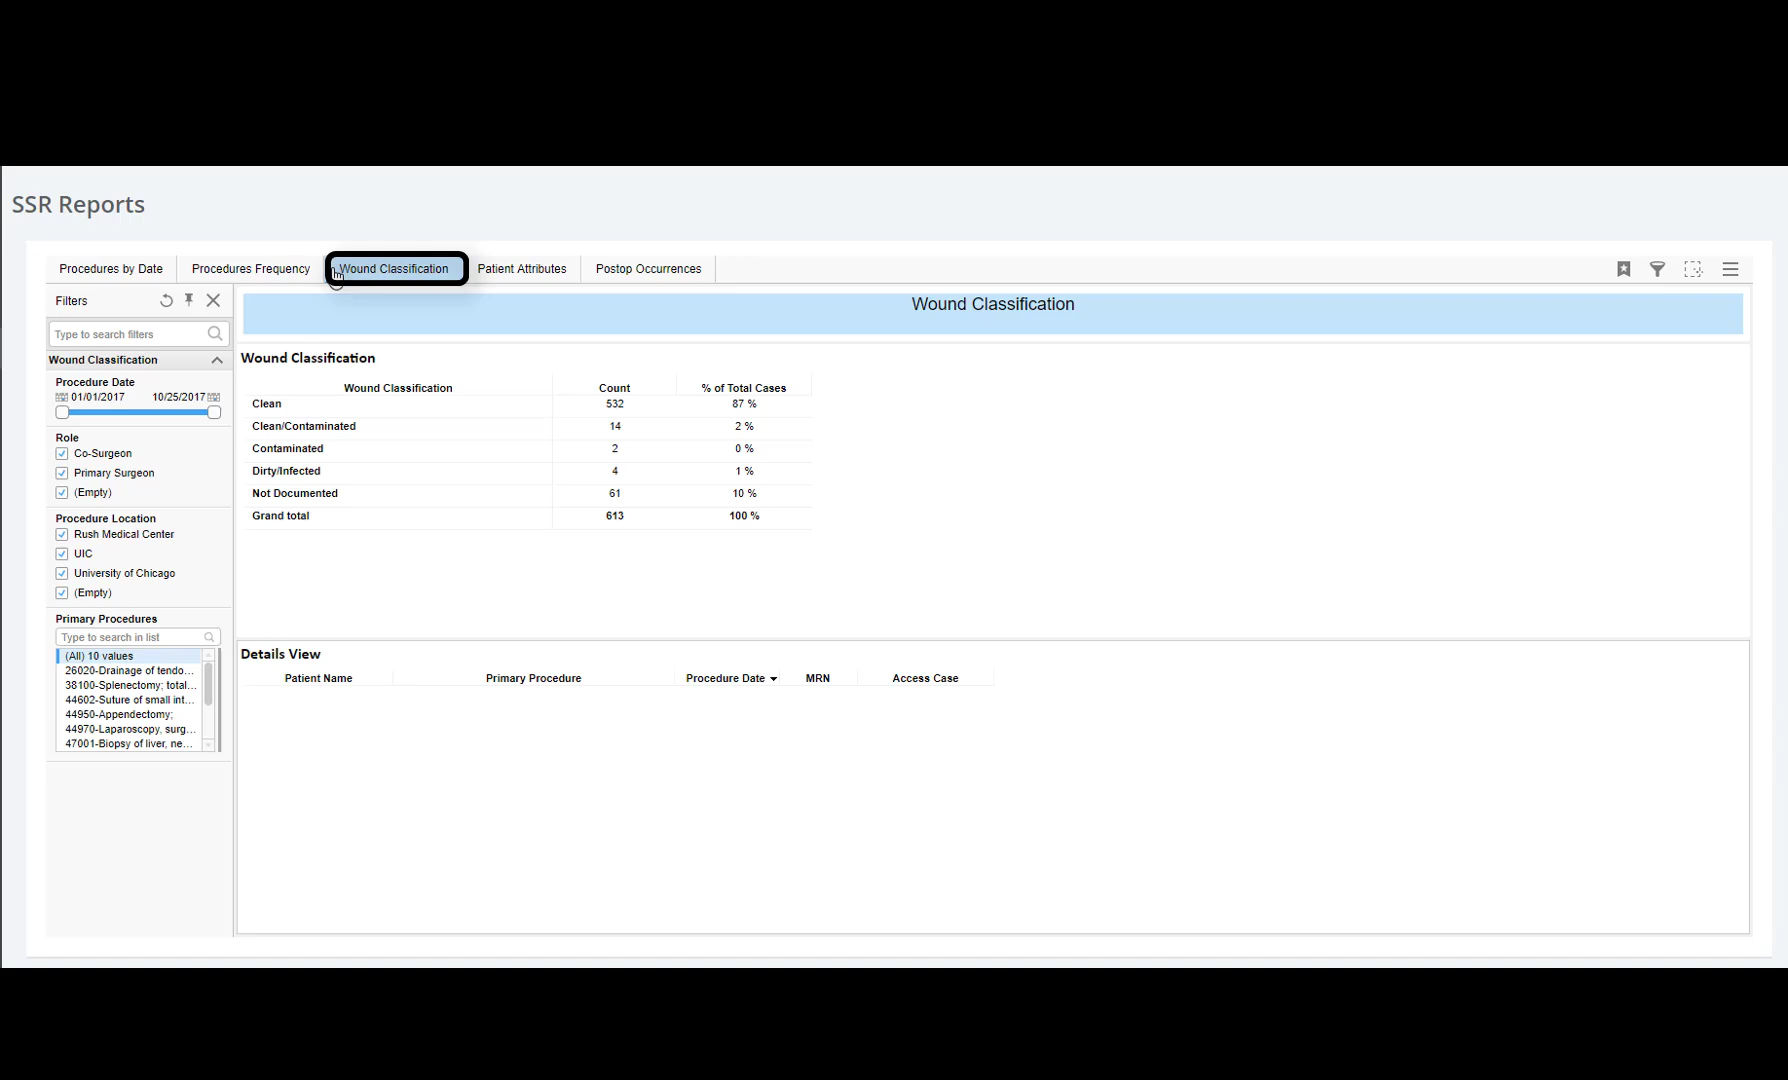 SSR Reports
Procedures by Date Procedures Frequency Wound Classification Patient Attributes Postop Occurrences
Filters
Type to search filters
Wound Classification
Procedure Date
01/01/2017 10/25/2017
Role
Co-Surgeon
Primary Surgeon
(Empty)
Procedure Location
Rush Medical Center
UIC
University of Chicago
(Empty)
Primary Procedures
Type to search in list
(All) 10 values
26020-Drainage of tendo...
38100-Splenectomy; total...
44602-Suture of small int...
44950-Appendectomy;
44970-Laparoscopy, surg...
47001-Biopsy of liver, ne...
Wound Classification
Wound Classification
Wound Classification Count % of Total Cases
Clean 532 87 %
Clean/Contaminated 14 2 %
Contaminated 2 0 %
Dirty/Infected 4 1 %
Not Documented 61 10 %
Grand total 613 100 %
Details View
Patient Name Primary Procedure Procedure Date MRN Access Case